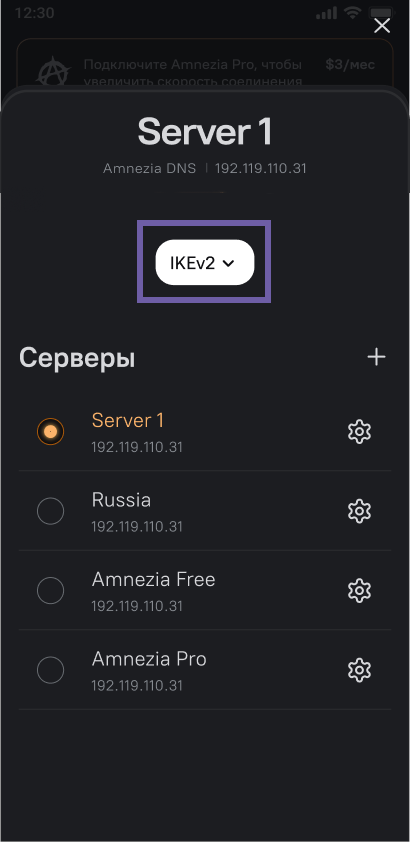 12:30
Подключите Amnezia Pro, чтобы
увеличить скорость соединения
$3/мес
Server 1
Amnezia DNS | 192.119.110.31
IKEv2
Серверы
Server 1
192.119.110.31
Russia
192.119.110.31
Amnezia Free
192.119.110.31
Amnezia Pro
192.119.110.31